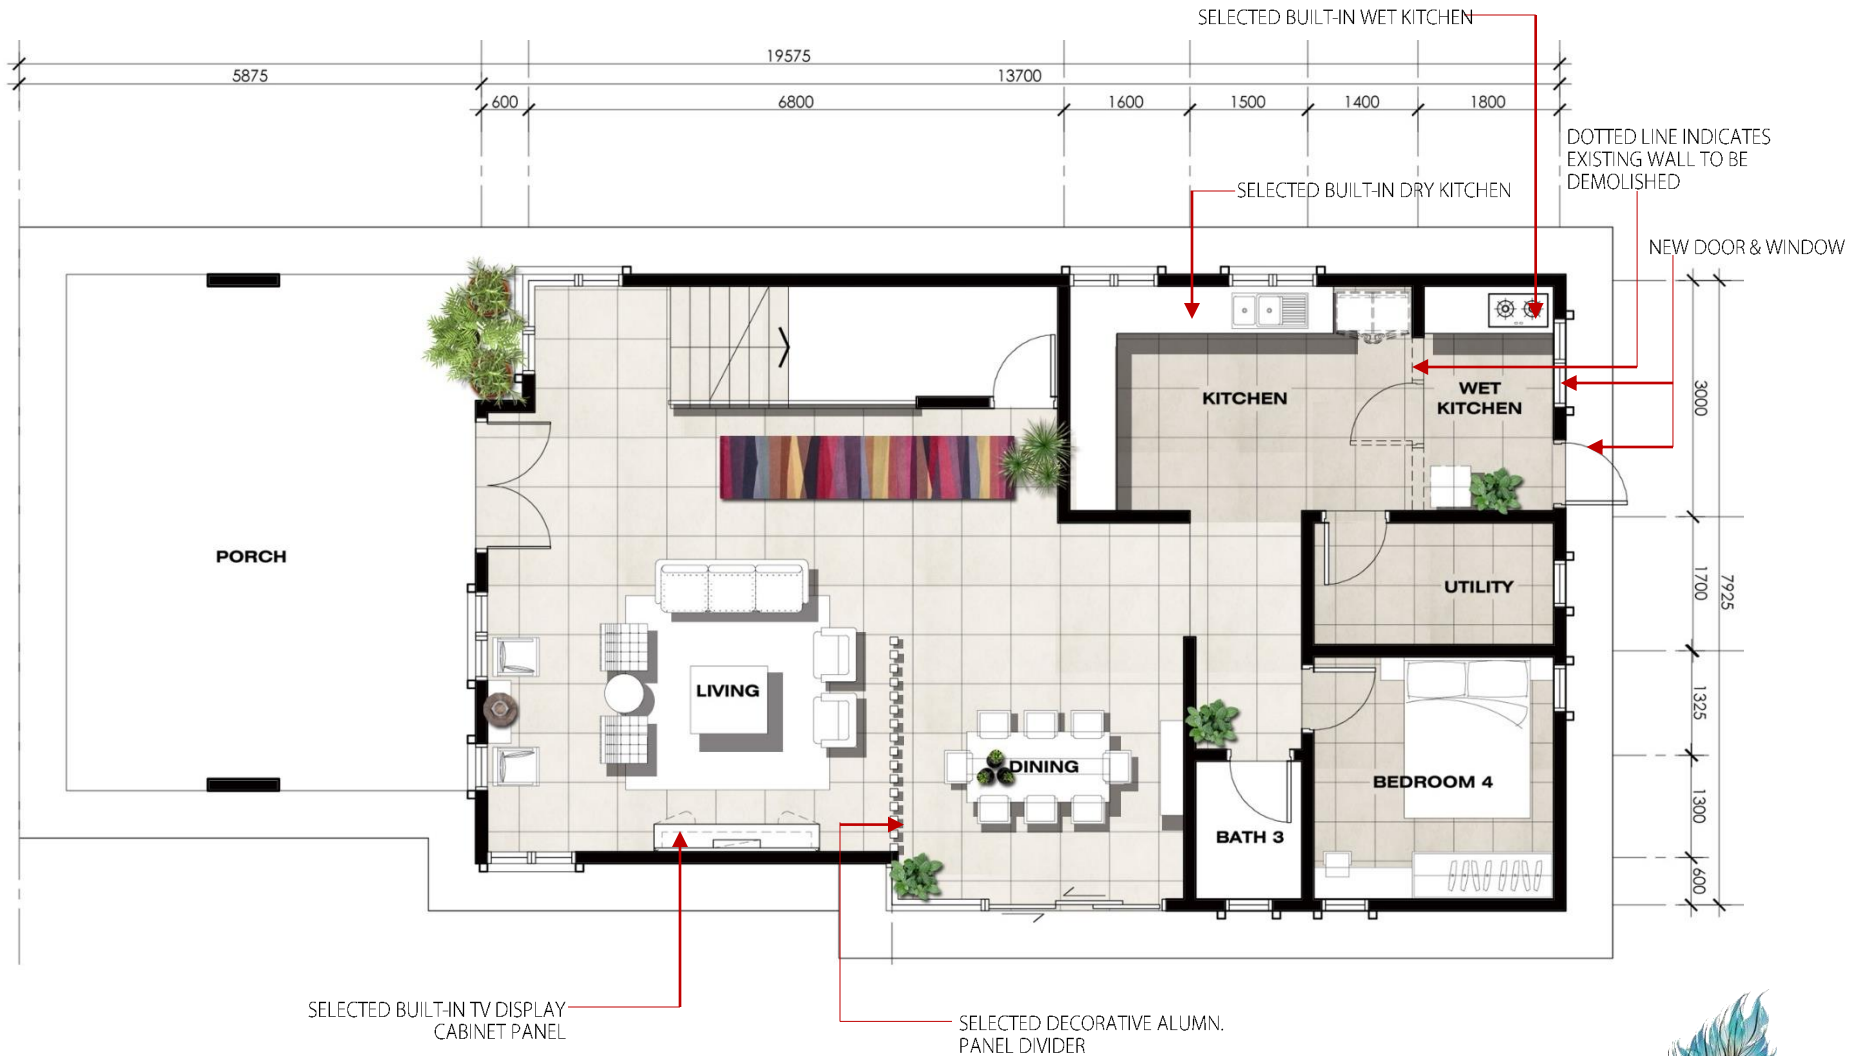 SELECTED BUILT-IN WET KITCHEN
19575
5875
13700
600
6800
1600
1500
1400
1800
DOTTED LINE INDICATES
EXISTING WALL TO BE
DEMOLISHED
SELECTED BUILT-IN DRY KITCHEN
NEW DOOR & WINDOW
KITCHEN
WET
KITCHEN
3000
PORCH
UTILITY
1700
7925
LIVING
1325
DINING
BEDROOM 4
1300
BATH 3
600
SELECTED BUILT-IN TV DISPLAY
CABINET PANEL
SELECTED DECORATIVE ALUMN.
PANEL DIVIDER